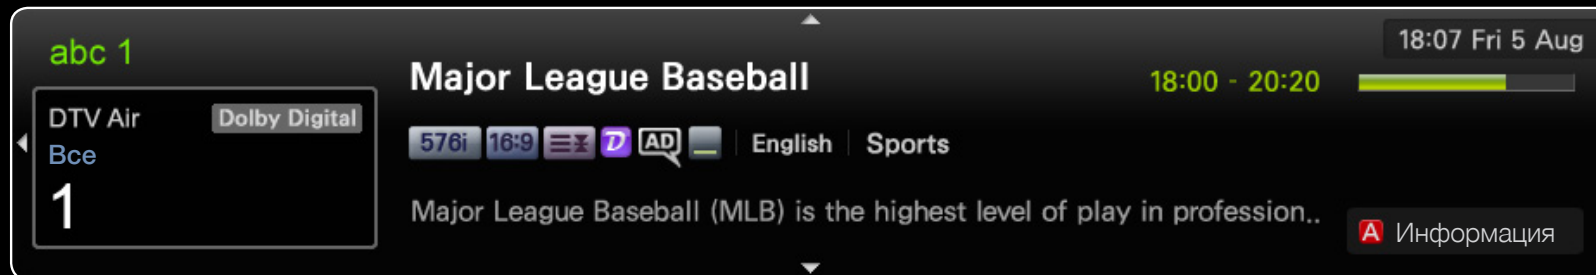 abc 1
DTV Air Dolby Digital
Все
1
Major League Baseball
18:00 - 20:20
18:07 Fri 5 Aug
576i 16:9 D AD English Sports
Major League Baseball (MLB) is the highest level of play in profession..
A Информация